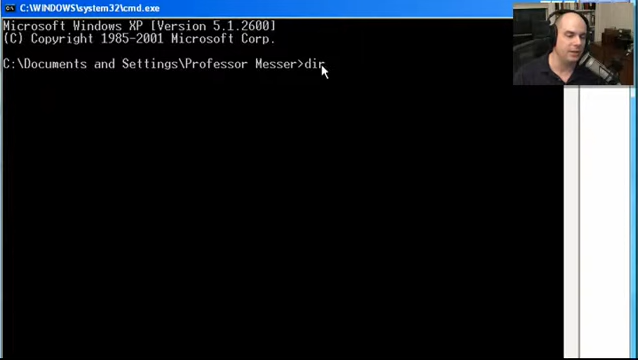 C:\WINDOWS\system32\cmd.exe
Microsoft Windows XP [Version 5.1.2600]
(C) Copyright 1985-2001 Microsoft Corp.
C:\Documents and Settings\Professor Messer>dir